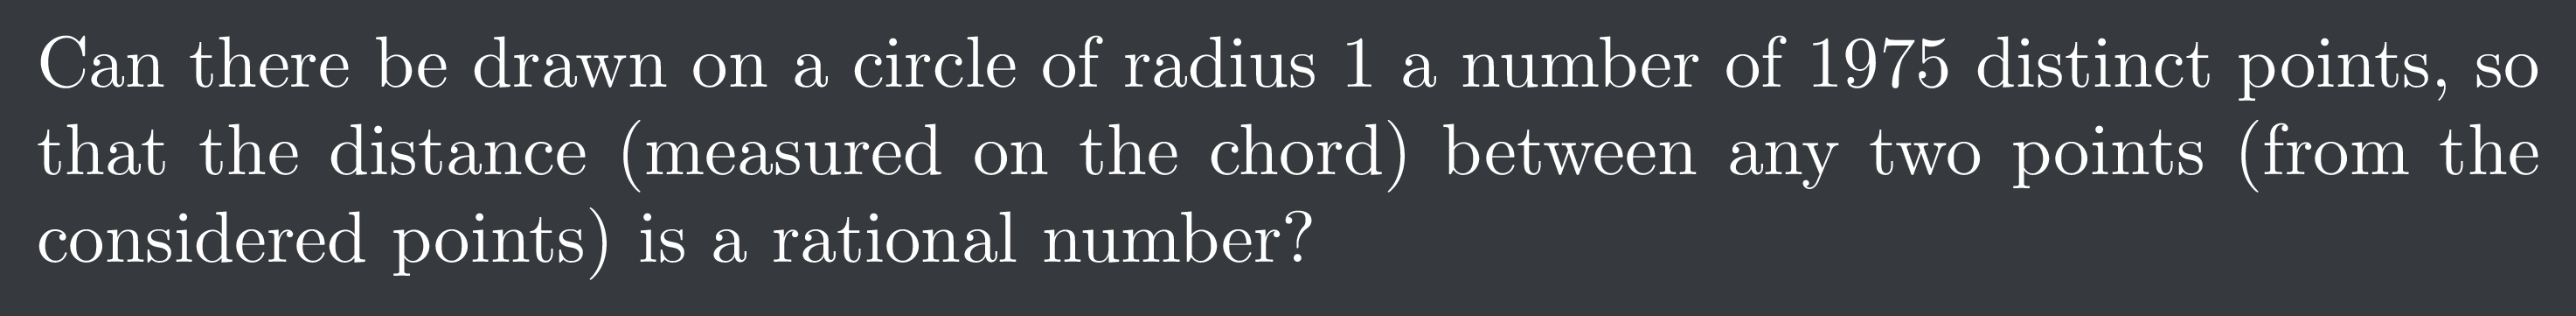 Can there be drawn on a circle of radius 1 a number of 1975 distinct points, so
that the distance (measured on the chord) between any two points (from the
considered points) is a rational number?